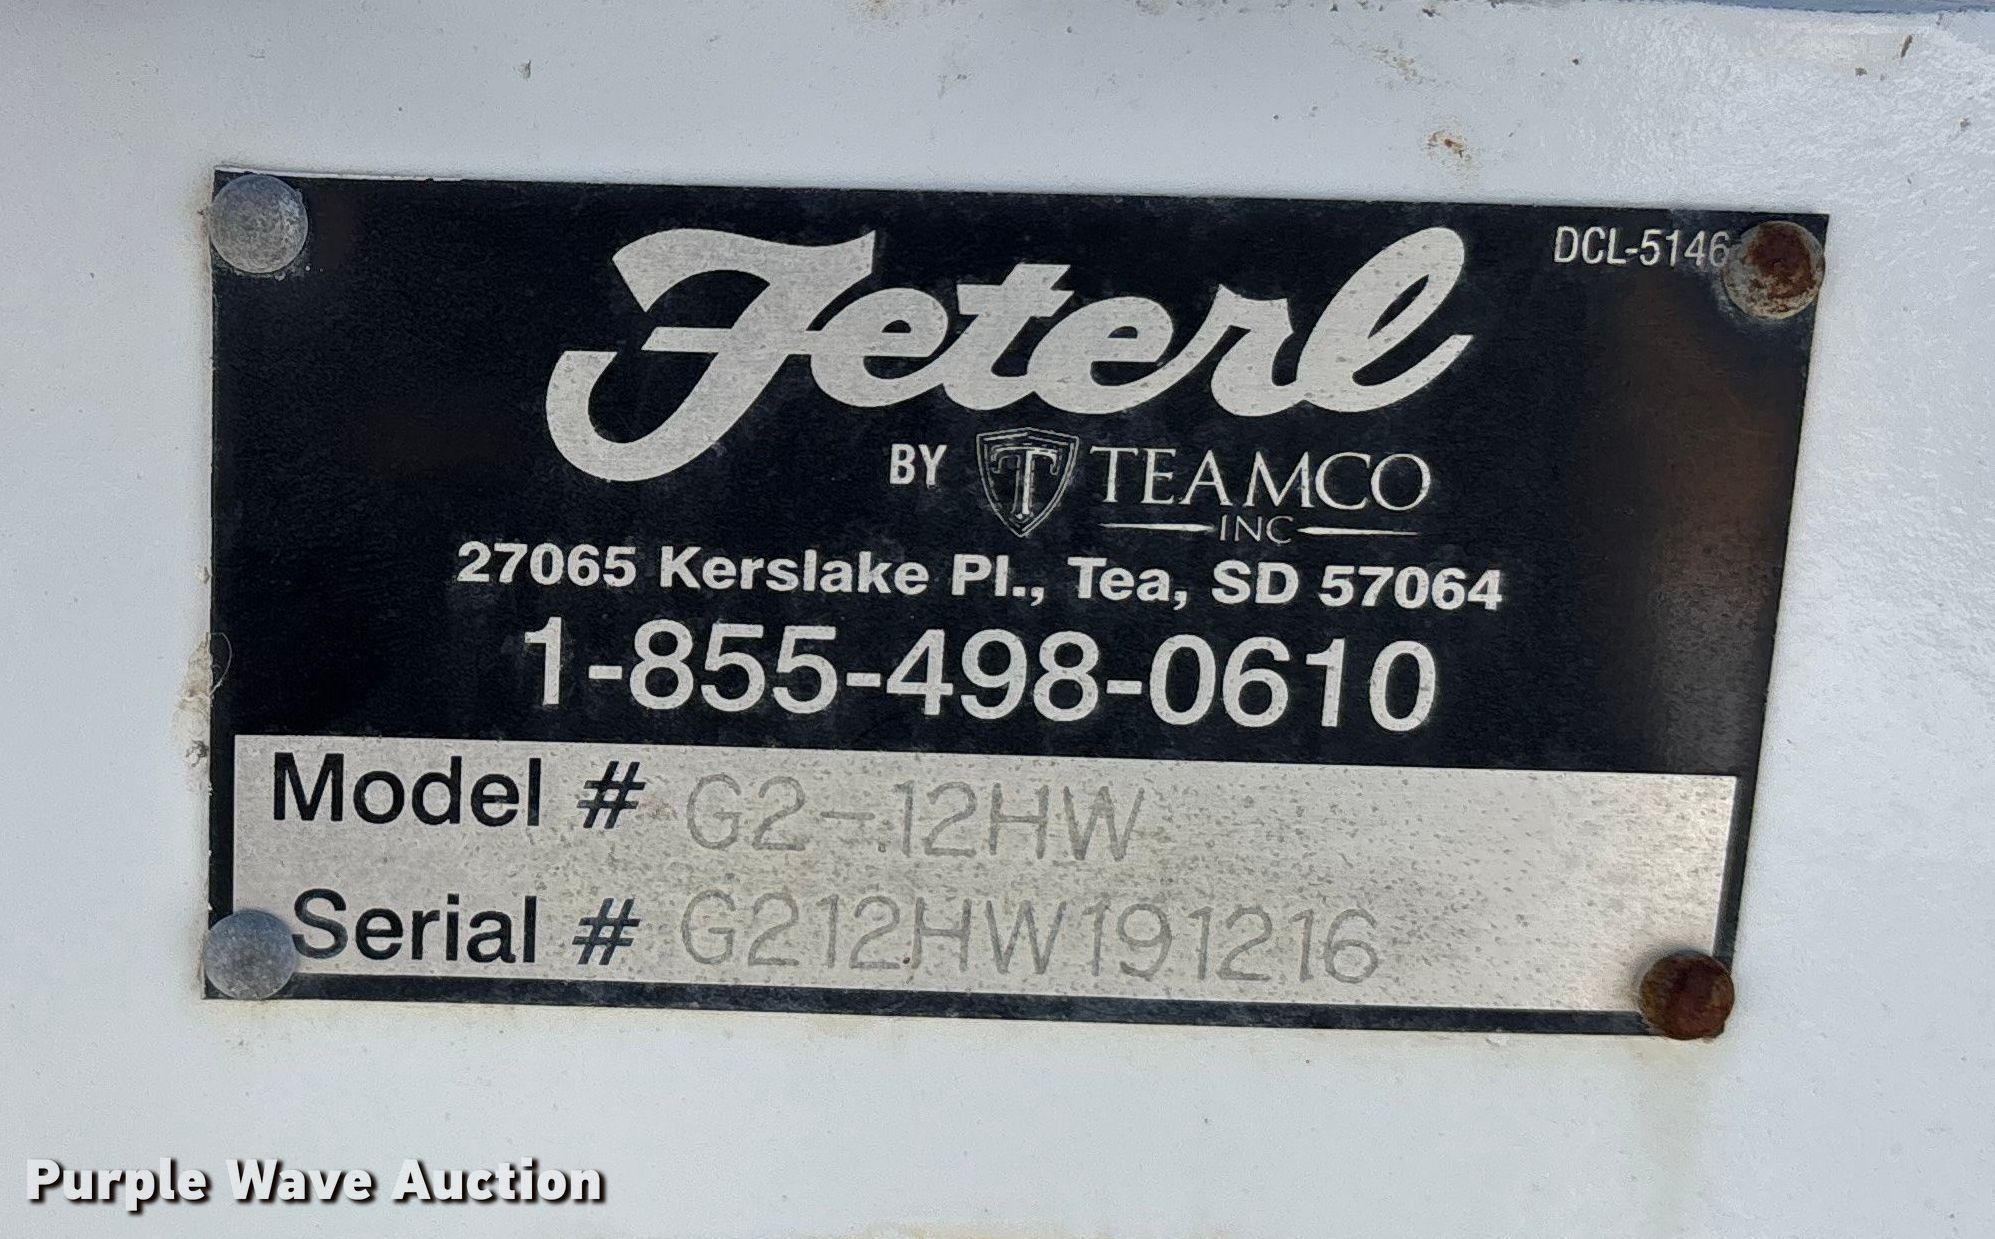 Feterl
DCL-5146
BY T TEAMCO
INC
27065 Kerslake Pl., Tea, SD 57064
1-855-498-0610
Model # G2-12HW
Serial # G212HW191216
Purple Wave Auction